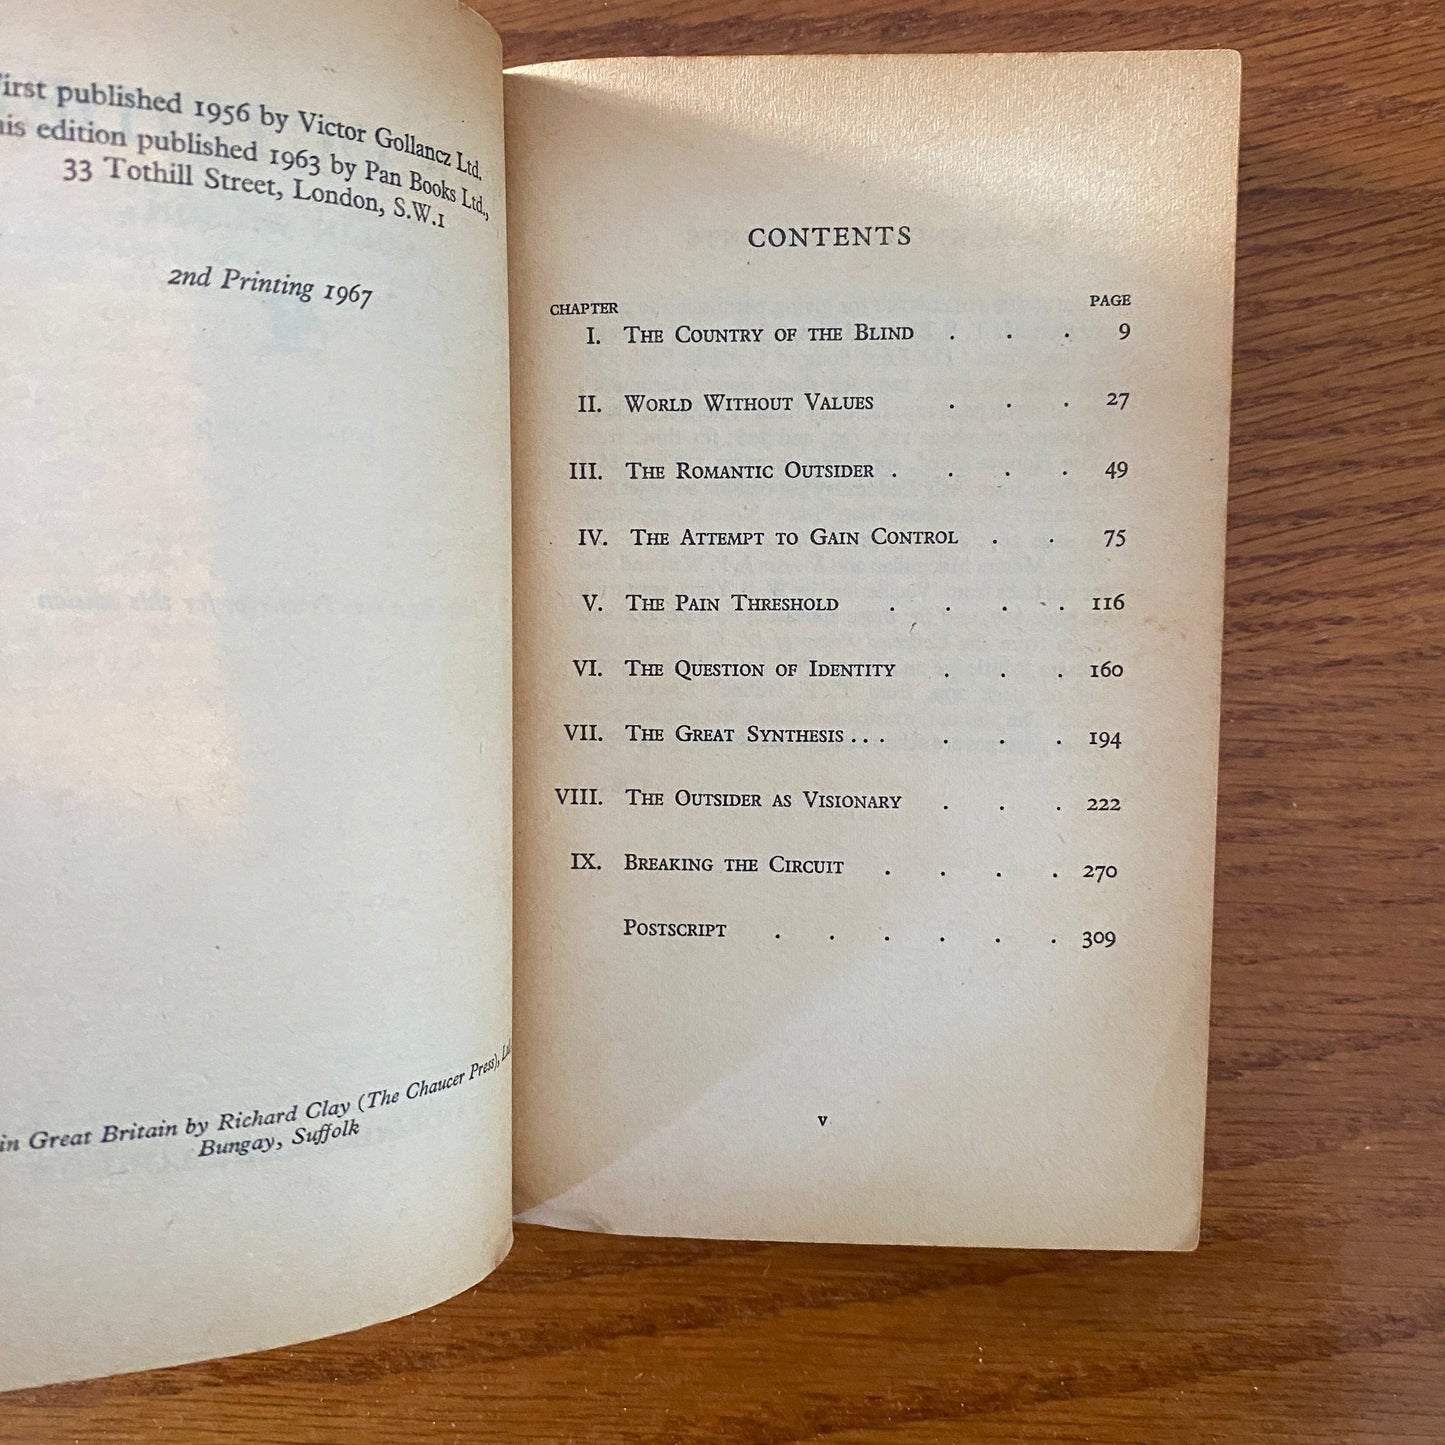 irst published 1956 by Victor Gollancz Ltd.
is edition published 1963 by Pan Books Ltd.,
33 Tothill Street, London, S.W.1
2nd Printing 1967
in Great Britain by Richard Clay (The Chaucer Press), Ltd.
Bungay, Suffolk
CONTENTS
CHAPTER PAGE
I. THE COUNTRY OF THE BLIND . . . 9
II. WORLD WITHOUT VALUES . . . 27
III. THE ROMANTIC OUTSIDER . . . . 49
IV. THE ATTEMPT TO GAIN CONTROL . . 75
V. THE PAIN THRESHOLD . . . . 116
VI. THE QUESTION OF IDENTITY . . . 160
VII. THE GREAT SYNTHESIS . . . . . . 194
VIII. THE OUTSIDER AS VISIONARY . . . 222
IX. BREAKING THE CIRCUIT . . . . 270
POSTSCRIPT . . . . . . 309
v